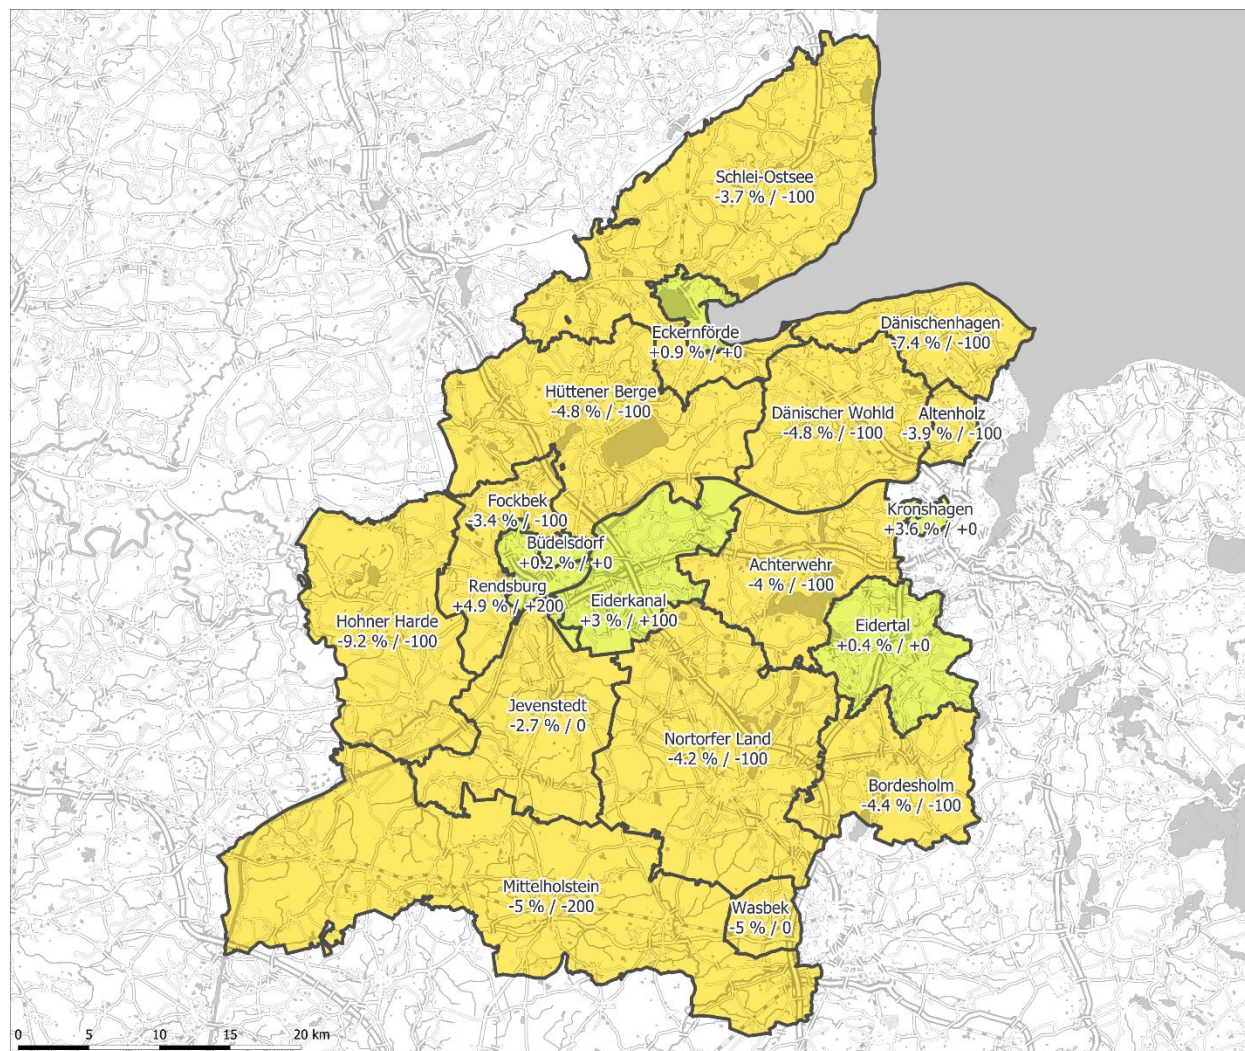 Schlei-Ostsee
-3.7 % / -100
Dänischenhagen
-7.4 % / -100
Eckernförde
+0.9 % / +0
Hüttener Berge
-4.8 % / -100
Dänischer Wohld
-4.8 % / -100
Altenholz
-3.9 % / -100
Fockbek
-3.4 % / -100
Kronshagen
+3.6 % / +0
Büdelsdorf
+0.2 % / +0
Achterwehr
-4 % / -100
Rendsburg
+4.9 % / +200
Eiderkanal
+3 % / +100
Hohner Harde
-9.2 % / -100
Eidertal
+0.4 % / +0
Jevenstedt
-2.7 % / 0
Nortorfer Land
-4.2 % / -100
Bordesholm
-4.4 % / -100
Mittelholstein
-5 % / -200
Wasbek
-5 % / 0
0 5 10 15 20 km